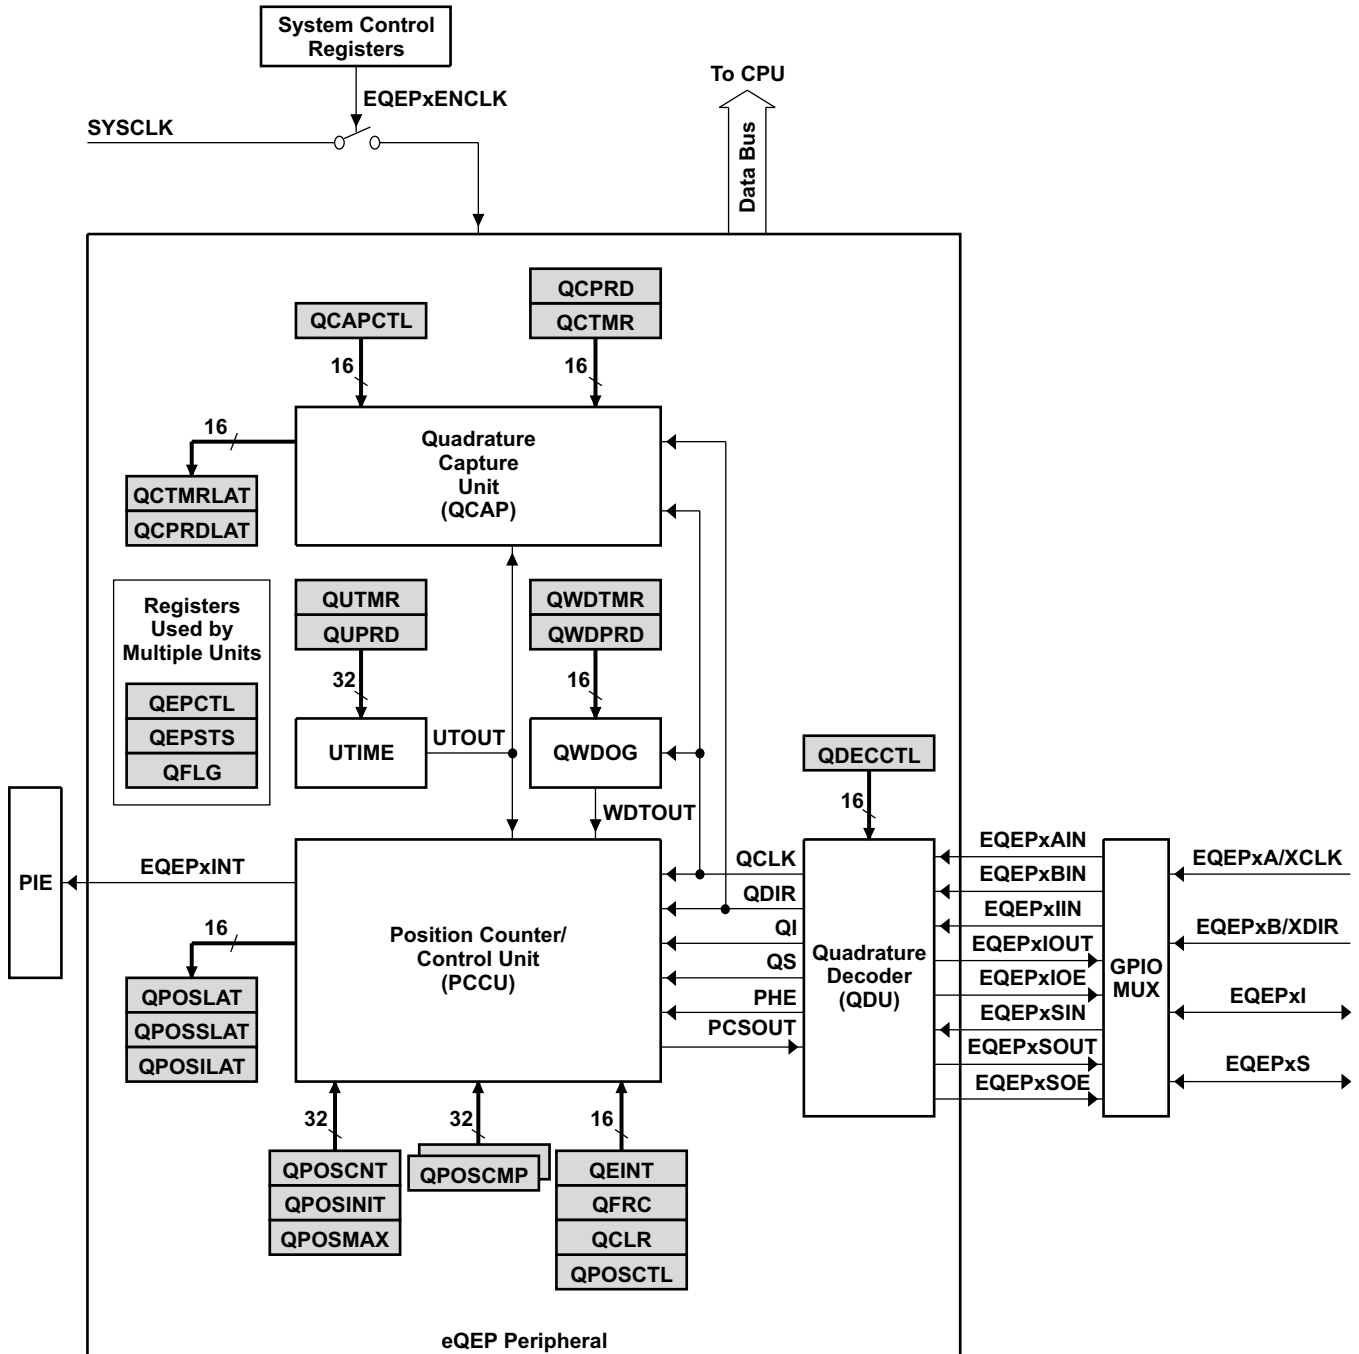 System Control
Registers
To CPU
EQEPxENCLK
SYSCLK
Data Bus
QCPRD
QCAPCTL
QCTMR
16
16
16
Quadrature
Capture
Unit
(QCAP)
QCTMRLAT
QCPRDLAT
Registers
Used by
Multiple Units
QEPCTL
QEPSTS
QFLG
QUTMR
QUPRD
QWDTMR
QWDPRD
32
16
UTIME
UTOUT
QWDOG
QDECCTL
WDTOUT
16
PIE
EQEPxINT
16
QPOSLAT
QPOSSLAT
QPOSILAT
Position Counter/
Control Unit
(PCCU)
QCLK
QDIR
QI
QS
PHE
PCSOUT
Quadrature
Decoder
(QDU)
EQEPxAIN
EQEPxBIN
EQEPxIIN
EQEPxIOUT
EQEPxIOE
EQEPxSIN
EQEPxSOUT
EQEPxSOE
GPIO
MUX
EQEPxA/XCLK
EQEPxB/XDIR
EQEPxI
EQEPxS
32
32
16
QPOSCNT
QPOSINIT
QPOSMAX
QPOSCMP
QEINT
QFRC
QCLR
QPOSCTL
eQEP Peripheral